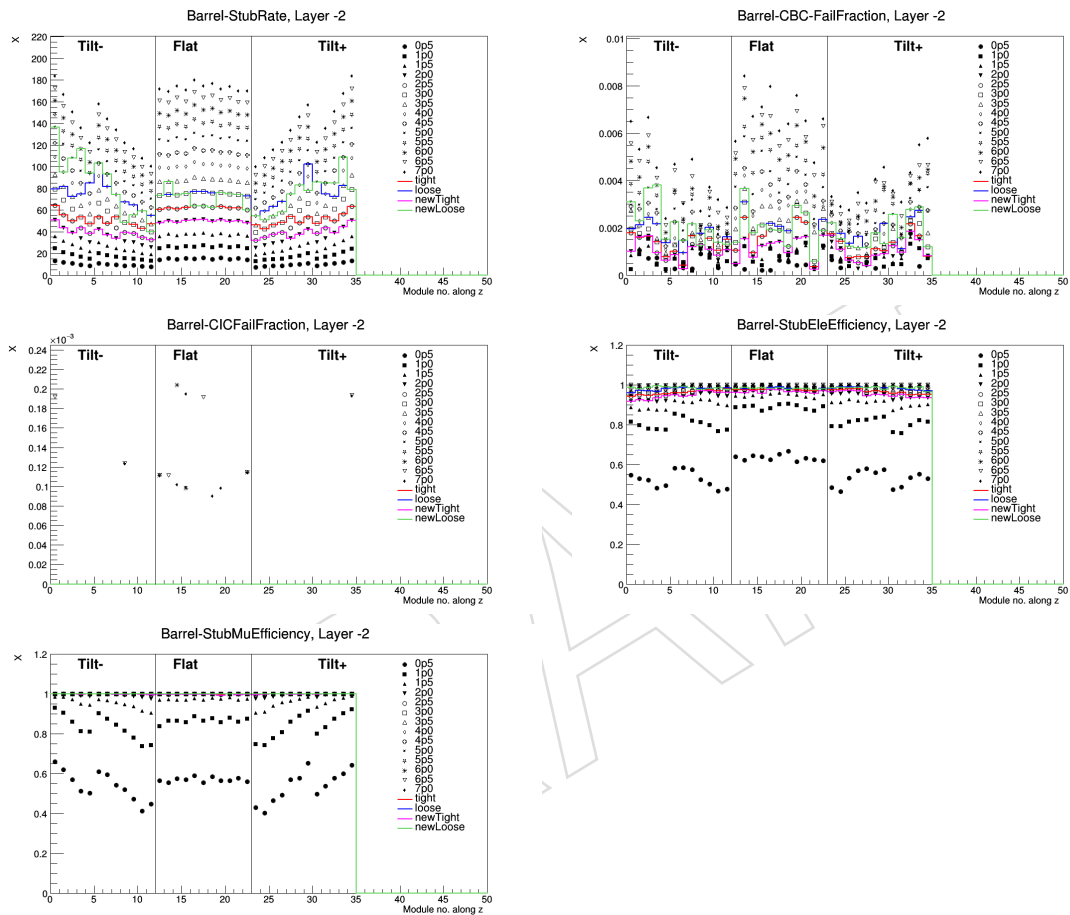 Barrel-StubRate, Layer -2
X
220
200
180
160
140
120
100
80
60
40
20
0
0 5 10 15 20 25 30 35 40 45 50
Module no. along z
Tilt- Flat Tilt+
0p5
1p0
1p5
2p0
2p5
3p0
3p5
4p0
4p5
5p0
5p5
6p0
6p5
7p0
tight
loose
newTight
newLoose
Barrel-CBC-FailFraction, Layer -2
X
0.01
0.008
0.006
0.004
0.002
0
0 5 10 15 20 25 30 35 40 45 50
Module no. along z
Tilt- Flat Tilt+
0p5
1p0
1p5
2p0
2p5
3p0
3p5
4p0
4p5
5p0
5p5
6p0
6p5
7p0
tight
loose
newTight
newLoose
Barrel-CICFailFraction, Layer -2
X
×10⁻³
0.24
0.22
0.2
0.18
0.16
0.14
0.12
0.1
0.08
0.06
0.04
0.02
0
0 5 10 15 20 25 30 35 40 45 50
Module no. along z
Tilt- Flat Tilt+
0p5
1p0
1p5
2p0
2p5
3p0
3p5
4p0
4p5
5p0
5p5
6p0
6p5
7p0
tight
loose
newTight
newLoose
Barrel-StubEleEfficiency, Layer -2
X
1.2
1
0.8
0.6
0.4
0.2
0
0 5 10 15 20 25 30 35 40 45 50
Module no. along z
Tilt- Flat Tilt+
0p5
1p0
1p5
2p0
2p5
3p0
3p5
4p0
4p5
5p0
5p5
6p0
6p5
7p0
tight
loose
newTight
newLoose
Barrel-StubMuEfficiency, Layer -2
X
1.2
1
0.8
0.6
0.4
0.2
0
0 5 10 15 20 25 30 35 40 45 50
Module no. along z
Tilt- Flat Tilt+
0p5
1p0
1p5
2p0
2p5
3p0
3p5
4p0
4p5
5p0
5p5
6p0
6p5
7p0
tight
loose
newTight
newLoose